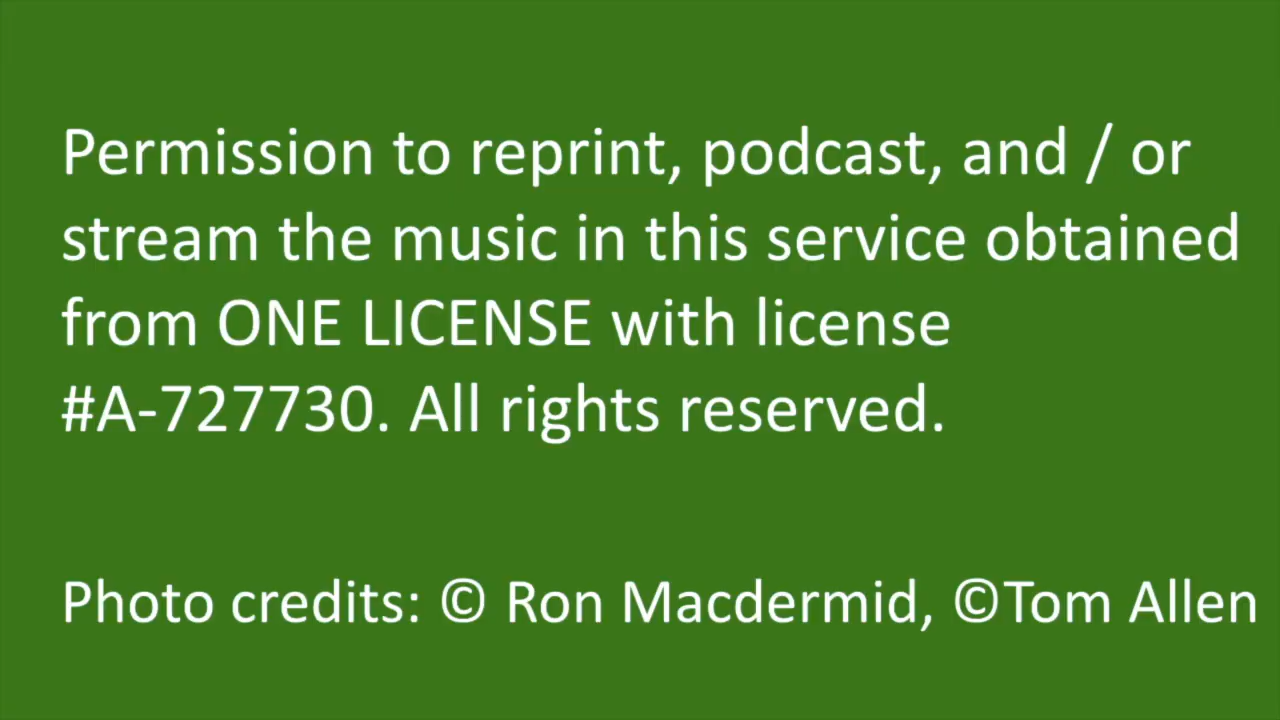 Permission to reprint, podcast, and / or
stream the music in this service obtained
from ONE LICENSE with license
#A-727730. All rights reserved.
Photo credits: © Ron Macdermid, ©Tom Allen